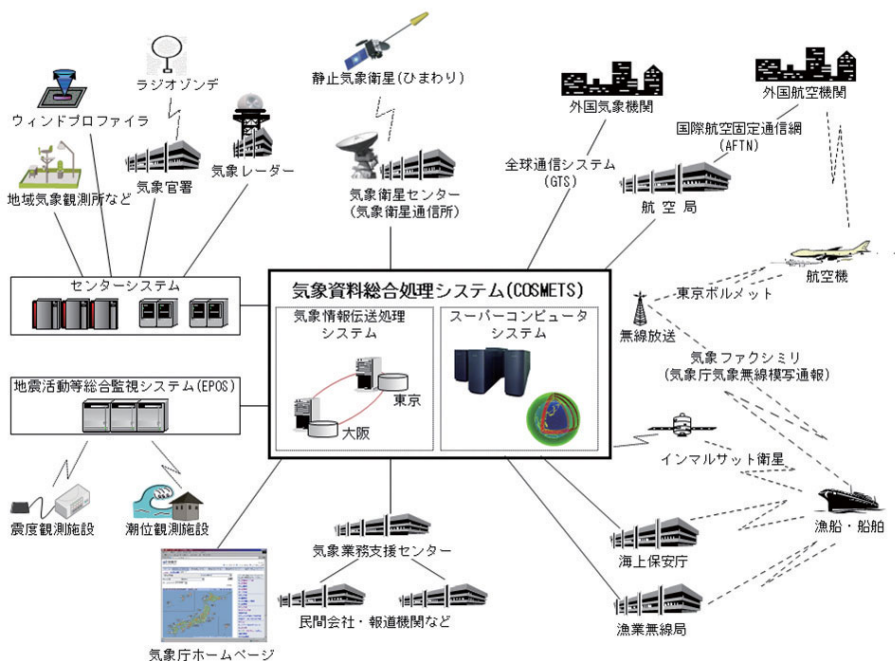 静止気象衛星(ひまわり)
ラジオゾンデ
ウィンドプロファイラ
外国気象機関
外国航空機関
国際航空固定通信網
(AFTN)
全球通信システム
(GTS)
地域気象観測所など
気象官署
気象レーダー
気象衛星センター
(気象衛星通信所)
航空局
航空機
センターシステム
気象資料総合処理システム(COSMETS)
気象情報伝送処理
システム
東京
大阪
スーパーコンピュータ
システム
東京ボルメット
無線放送
気象ファクシミリ
(気象庁気象無線模写通報)
地震活動等総合監視システム(EPOS)
インマルサット衛星
震度観測施設
潮位観測施設
漁船・船舶
気象業務支援センター
海上保安庁
民間会社・報道機関など
漁業無線局
気象庁ホームページ